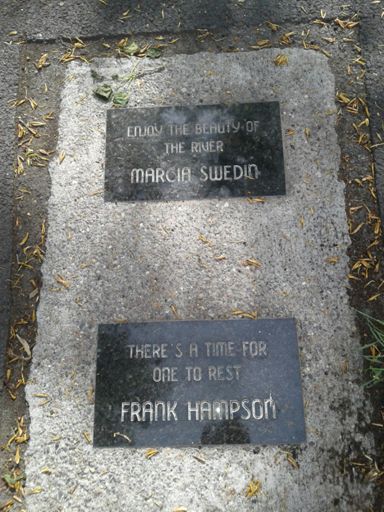 ENJOY THE BEAUTY OF
THE RIVER
MARCIA SWEDIN
THERE'S A TIME FOR
ONE TO REST
FRANK HAMPSON